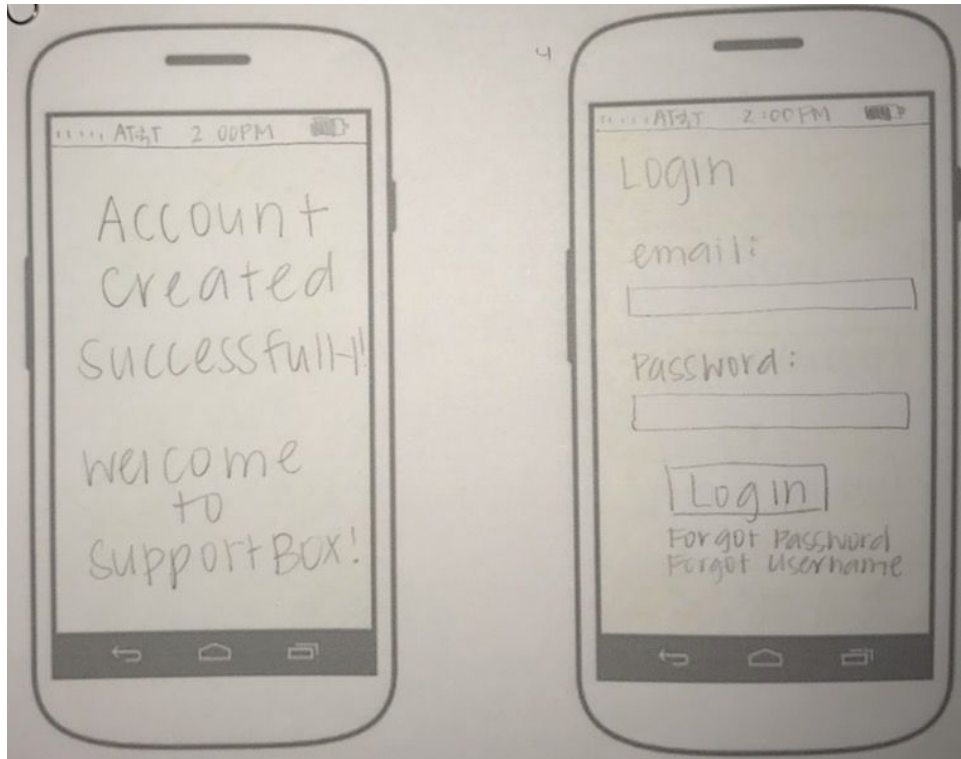 AT&T 2:00PM
Account
created
successfully!
welcome
to
supportBox!
4
AT&T 2:00PM
Login
email:
Password:
Login
Forgot Password
Forgot Username